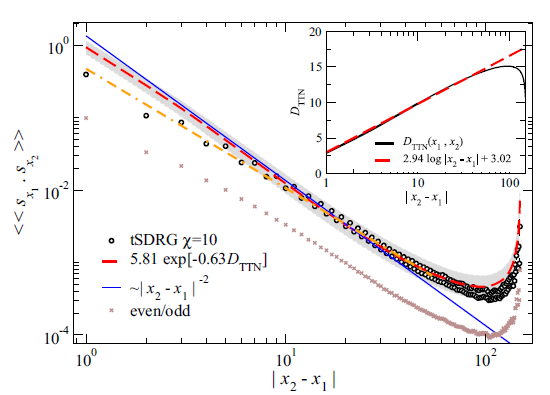 20
15
10
5
0
D_TTN
1
10
100
| x_2 - x_1 |
D_TTN(x_1 , x_2)
2.94 log |x_2 - x_1| + 3.02
10^0
10^-2
10^-4
<< s_x_1 . s_x_2 >>
tSDRG χ=10
5.81 exp[-0.63D_TTN]
~| x_2 - x_1 |^-2
even/odd
10^0
10^1
10^2
| x_2 - x_1 |